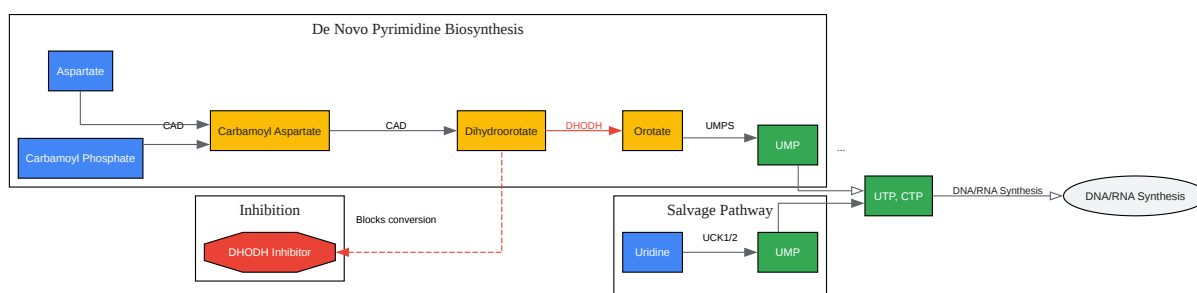 De Novo Pyrimidine Biosynthesis
Aspartate
CAD
Carbamoyl Phosphate
Carbamoyl Aspartate
CAD
Dihydroorotate
DHODH
Orotate
UMPS
UMP
...
Inhibition
DHODH Inhibitor
Blocks conversion
Salvage Pathway
Uridine
UCK1/2
UMP
UTP, CTP
DNA/RNA Synthesis
DNA/RNA Synthesis